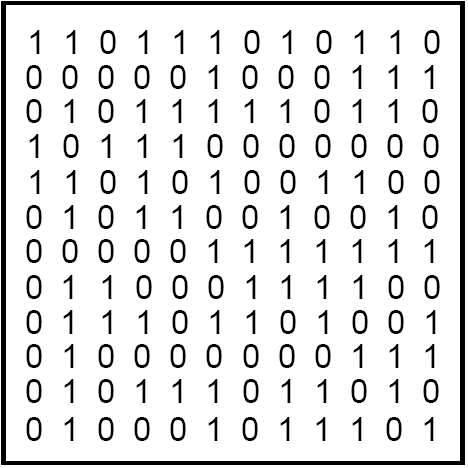 1 1 0 1 1 1 0 1 0 1 1 0
0 0 0 0 0 1 0 0 0 1 1 1
0 1 0 1 1 1 1 1 0 1 1 0
1 0 1 1 1 0 0 0 0 0 0 0
1 1 0 1 0 1 0 0 1 1 0 0
0 1 0 1 1 0 0 1 0 0 1 0
0 0 0 0 0 1 1 1 1 1 1 1
0 1 1 0 0 0 1 1 1 1 0 0
0 1 1 1 0 1 1 0 1 0 0 1
0 1 0 0 0 0 0 0 0 1 1 1
0 1 0 1 1 1 0 1 1 0 1 0
0 1 0 0 0 1 0 1 1 1 0 1